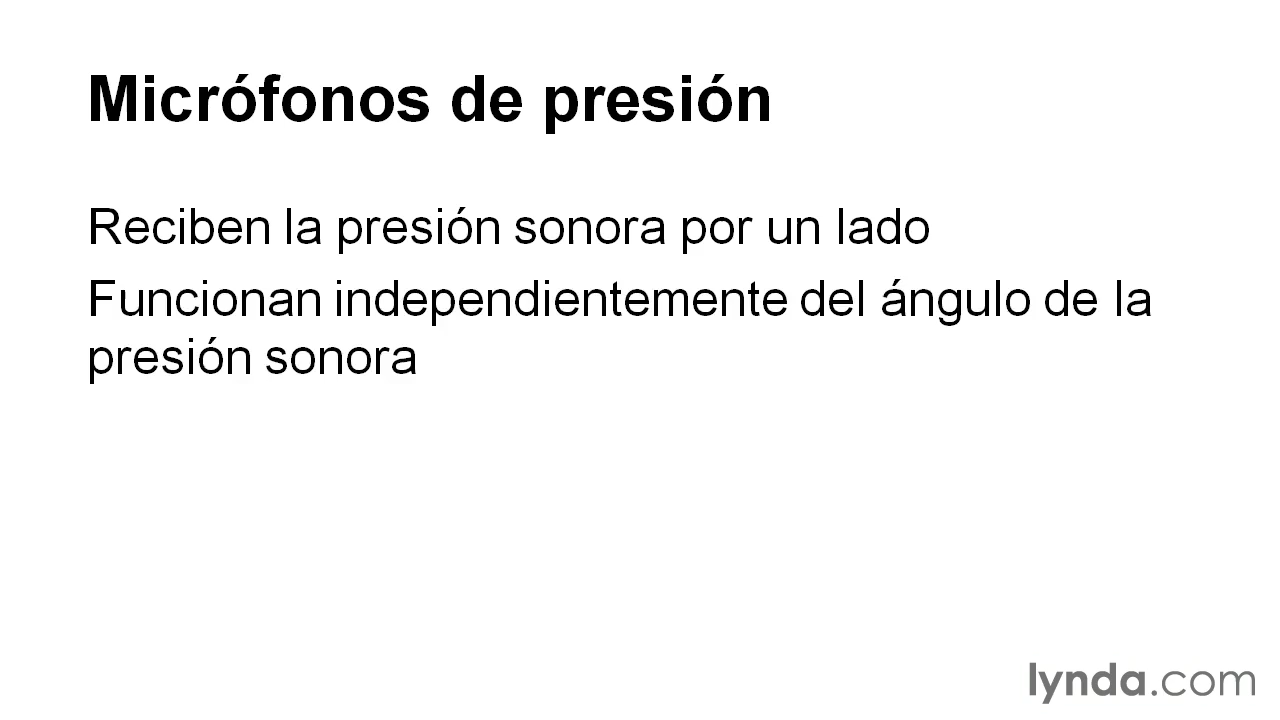 Micrófonos de presión
Reciben la presión sonora por un lado
Funcionan independientemente del ángulo de la
presión sonora
lynda.com